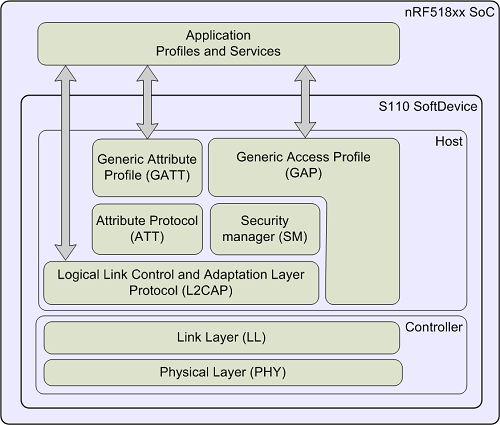 nRF518xx SoC
Application
Profiles and Services
S110 SoftDevice
Host
Generic Attribute
Profile (GATT)
Generic Access Profile
(GAP)
Attribute Protocol
(ATT)
Security
manager (SM)
Logical Link Control and Adaptation Layer
Protocol (L2CAP)
Controller
Link Layer (LL)
Physical Layer (PHY)